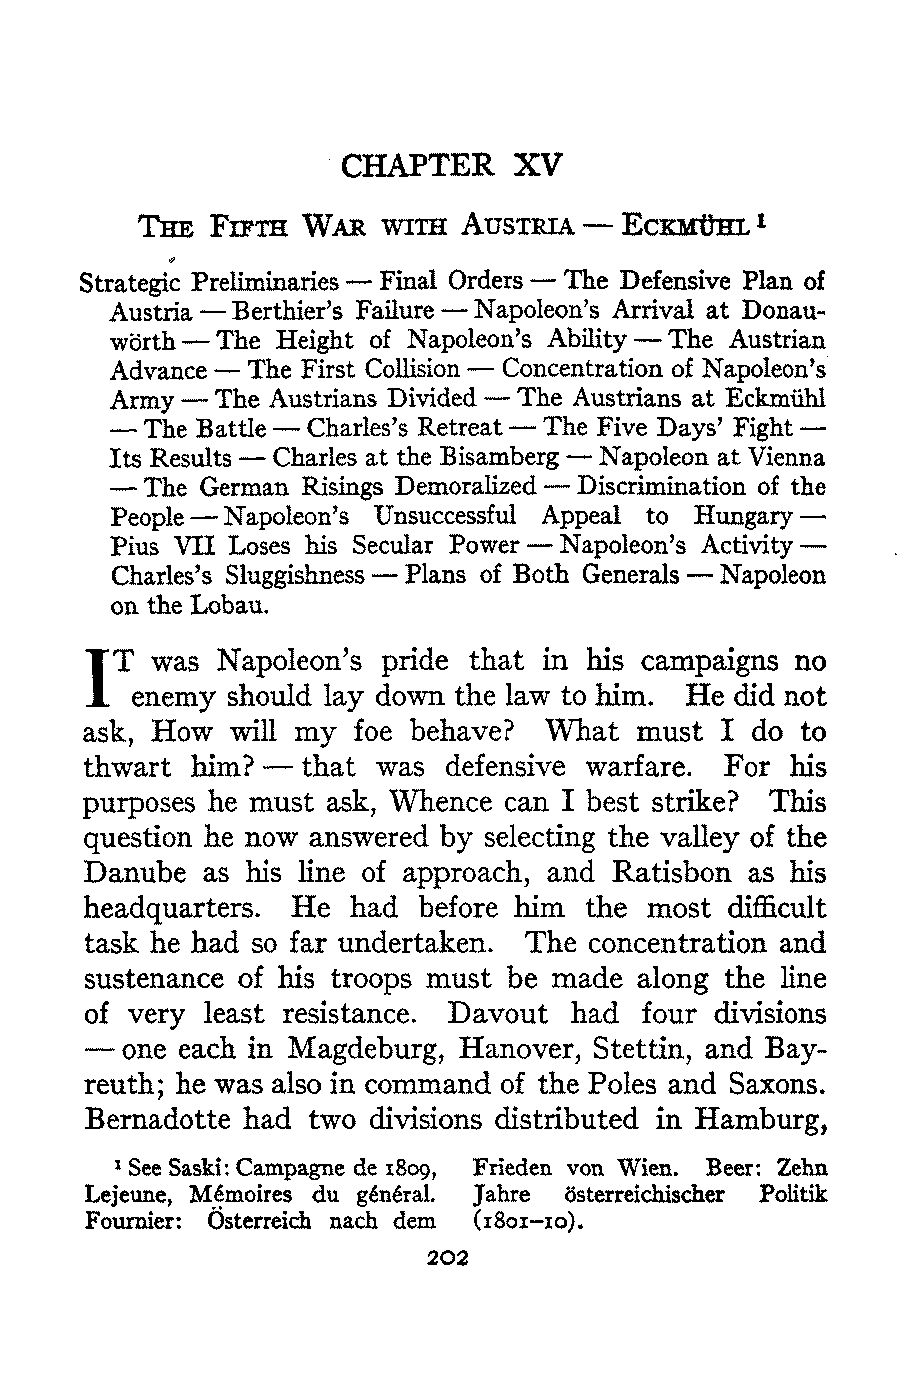 CHAPTER XV
THE FIFTH WAR WITH AUSTRIA — ECKMÜHL¹
Strategic Preliminaries — Final Orders — The Defensive Plan of
Austria — Berthier's Failure — Napoleon's Arrival at Donau-
wörth — The Height of Napoleon's Ability — The Austrian
Advance — The First Collision — Concentration of Napoleon's
Army — The Austrians Divided — The Austrians at Eckmühl
— The Battle — Charles's Retreat — The Five Days' Fight —
Its Results — Charles at the Bisamberg — Napoleon at Vienna
— The German Risings Demoralized — Discrimination of the
People — Napoleon's Unsuccessful Appeal to Hungary —
Pius VII Loses his Secular Power — Napoleon's Activity —
Charles's Sluggishness — Plans of Both Generals — Napoleon
on the Lobau.
IT was Napoleon's pride that in his campaigns no
enemy should lay down the law to him. He did not
ask, How will my foe behave? What must I do to
thwart him? — that was defensive warfare. For his
purposes he must ask, Whence can I best strike? This
question he now answered by selecting the valley of the
Danube as his line of approach, and Ratisbon as his
headquarters. He had before him the most difficult
task he had so far undertaken. The concentration and
sustenance of his troops must be made along the line
of very least resistance. Davout had four divisions
— one each in Magdeburg, Hanover, Stettin, and Bay-
reuth; he was also in command of the Poles and Saxons.
Bernadotte had two divisions distributed in Hamburg,
¹ See Saski: Campagne de 1809,
Lejeune, Mémoires du général.
Fournier: Österreich nach dem
Frieden von Wien. Beer: Zehn
Jahre österreichischer Politik
(1801–10).
202